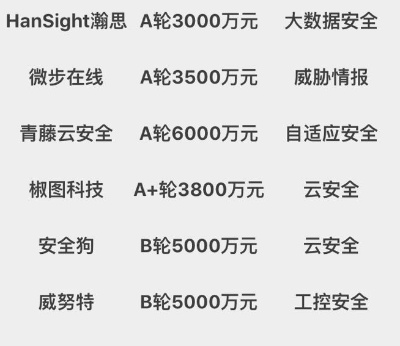 HanSight瀚思 A轮3000万元 大数据安全
微步在线 A轮3500万元 威胁情报
青藤云安全 A轮6000万元 自适应安全
椒图科技 A+轮3800万元 云安全
安全狗 B轮5000万元 云安全
威努特 B轮5000万元 工控安全